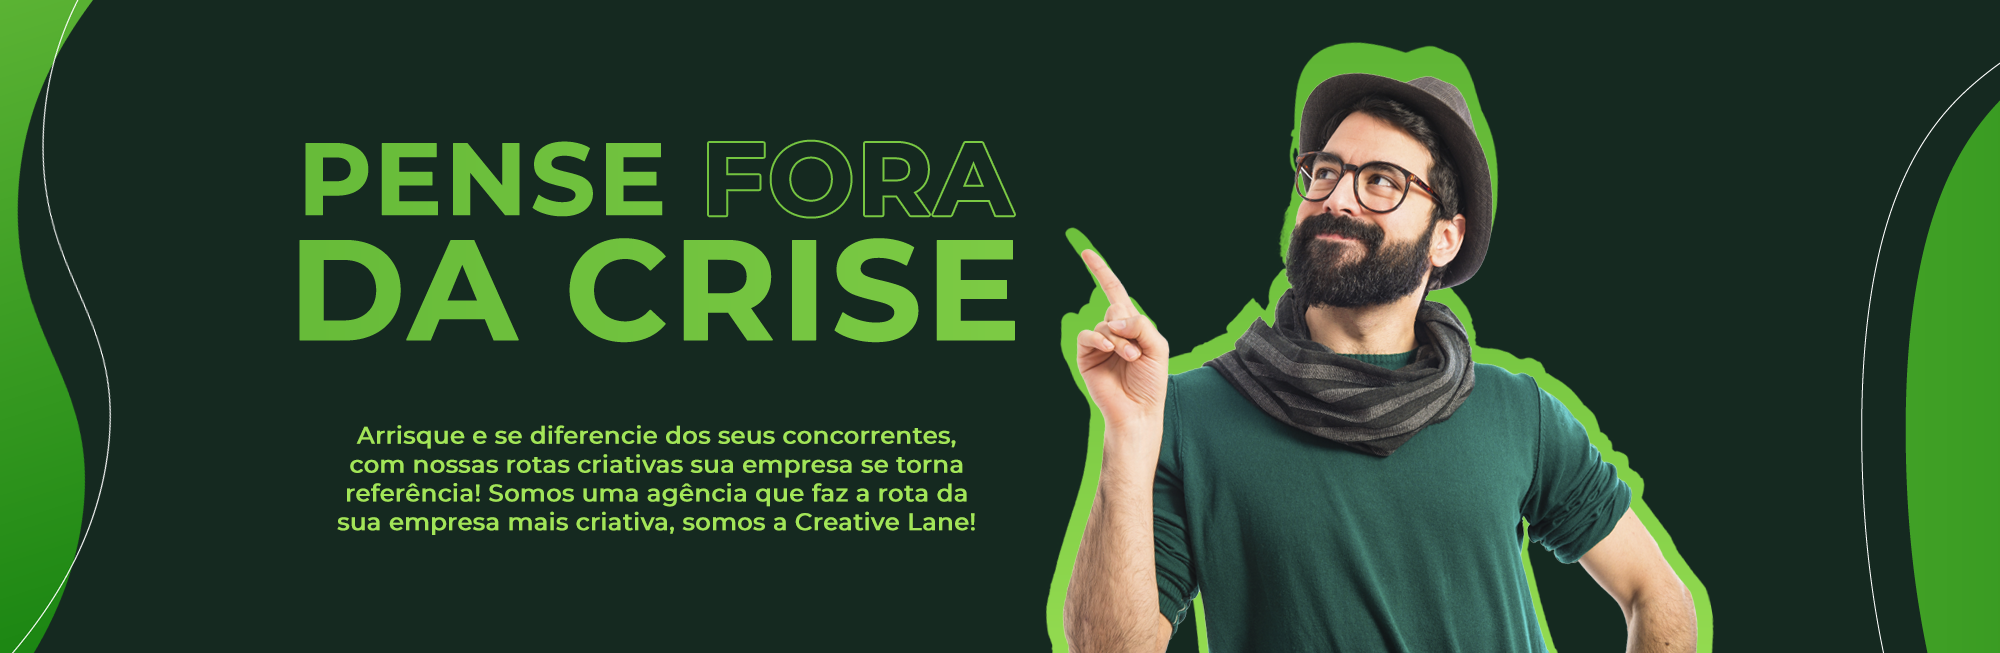 PENSE FORA
DA CRISE
Arrisque e se diferencie dos seus concorrentes,
com nossas rotas criativas sua empresa se torna
referência! Somos uma agência que faz a rota da
sua empresa mais criativa, somos a Creative Lane!